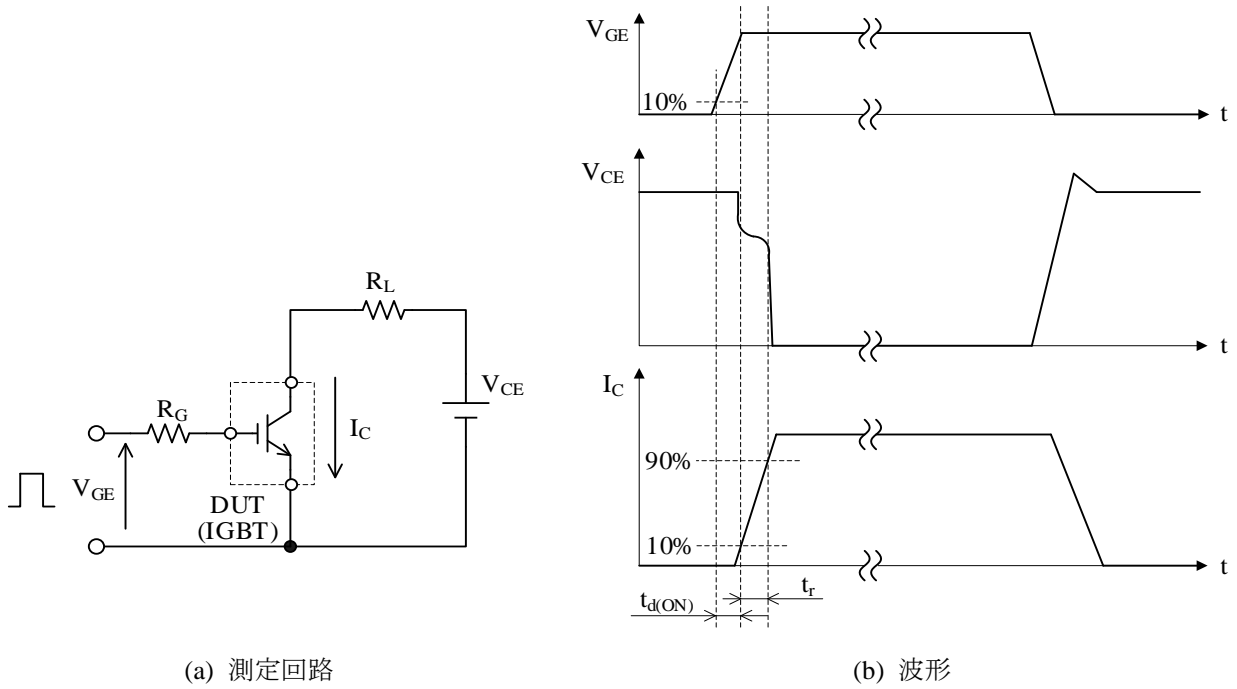 R_L
V_CE
R_G
I_C
V_GE
DUT
(IGBT)
(a) 測定回路
V_GE
10%
t
V_CE
t
I_C
90%
10%
t
t_r
t_d(ON)
(b) 波形